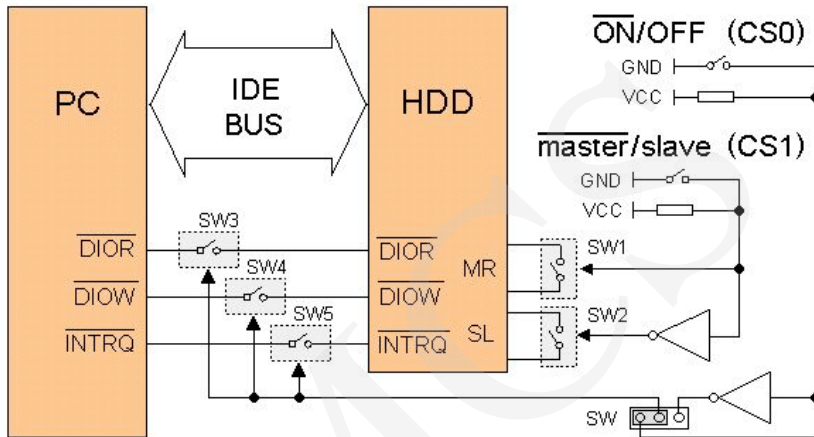 ON/OFF (CS0)
GND
VCC
PC
IDE
BUS
HDD
master/slave (CS1)
GND
VCC
SW3
DIOR
DIOR
SW1
MR
SW4
DIOW
DIOW
SW5
SW2
SL
INTRQ
INTRQ
SW
MCS